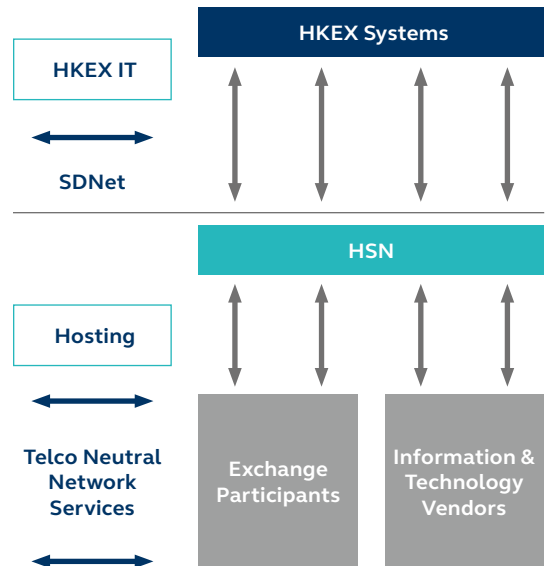 HKEX Systems
HKEX IT
SDNet
HSN
Hosting
Telco Neutral
Network
Services
Exchange
Participants
Information &
Technology
Vendors